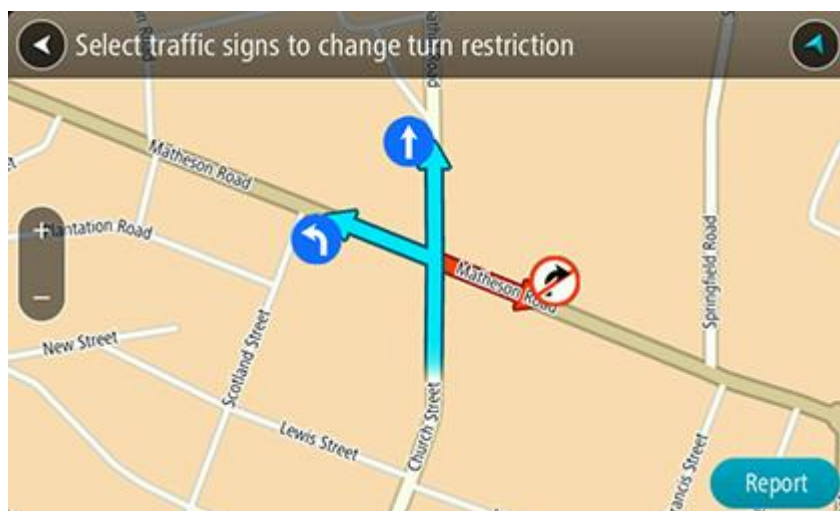 Select traffic signs to change turn restriction
Road
Matheson Road
Plantation Road
Matheson Road
Springfield Road
New Street
Scotland Street
Lewis Street
Church Street
Report